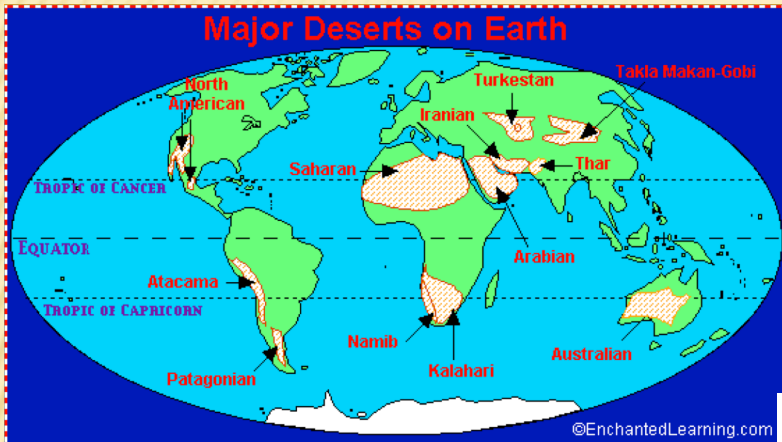 Major Deserts on Earth
North
American
Turkestan
Takla Makan-Gobi
Iranian
Saharan
Thar
TROPIC OF CANCER
EQUATOR
Arabian
Atacama
TROPIC OF CAPRICORN
Namib
Kalahari
Australian
Patagonian
©EnchantedLearning.com